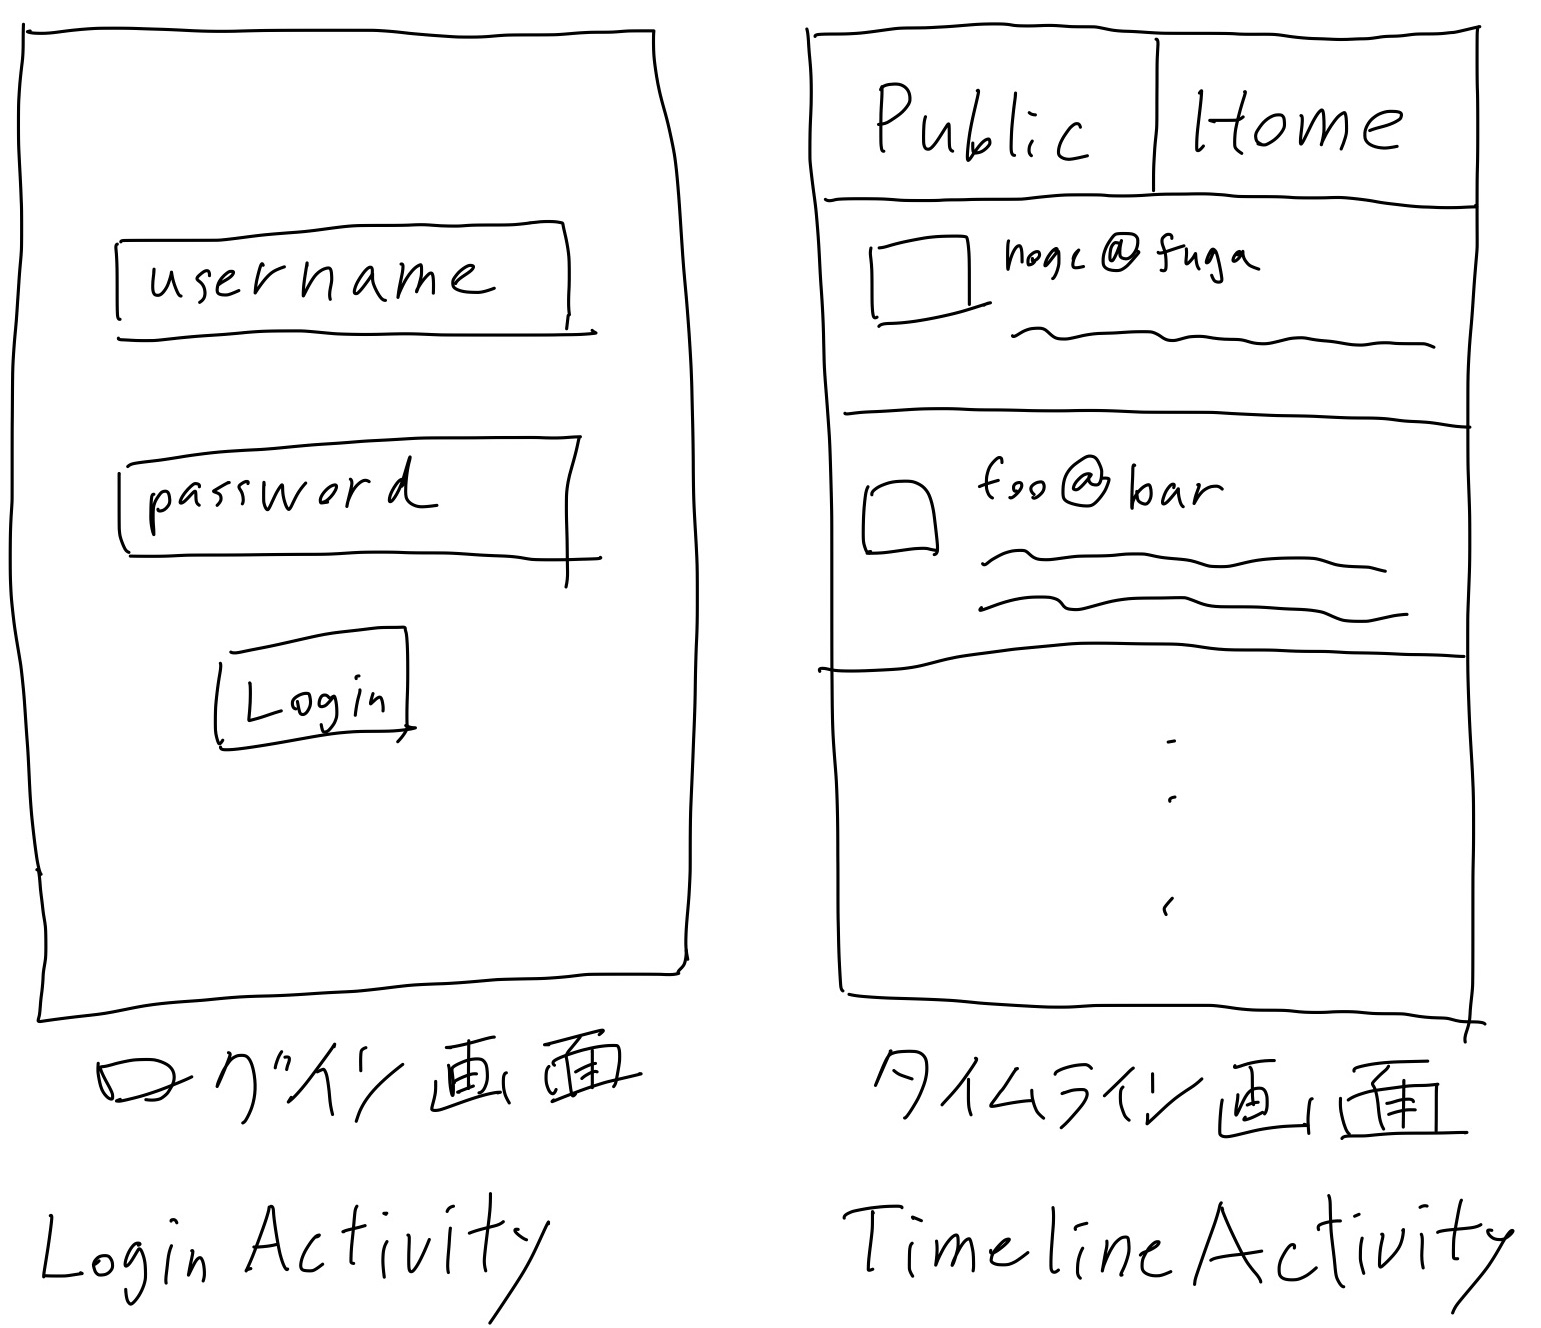 username
password
Login
ログイン画面
Login Activity
Public Home
hoge@fuga
foo@bar
タイムライン画面
Timeline Activity